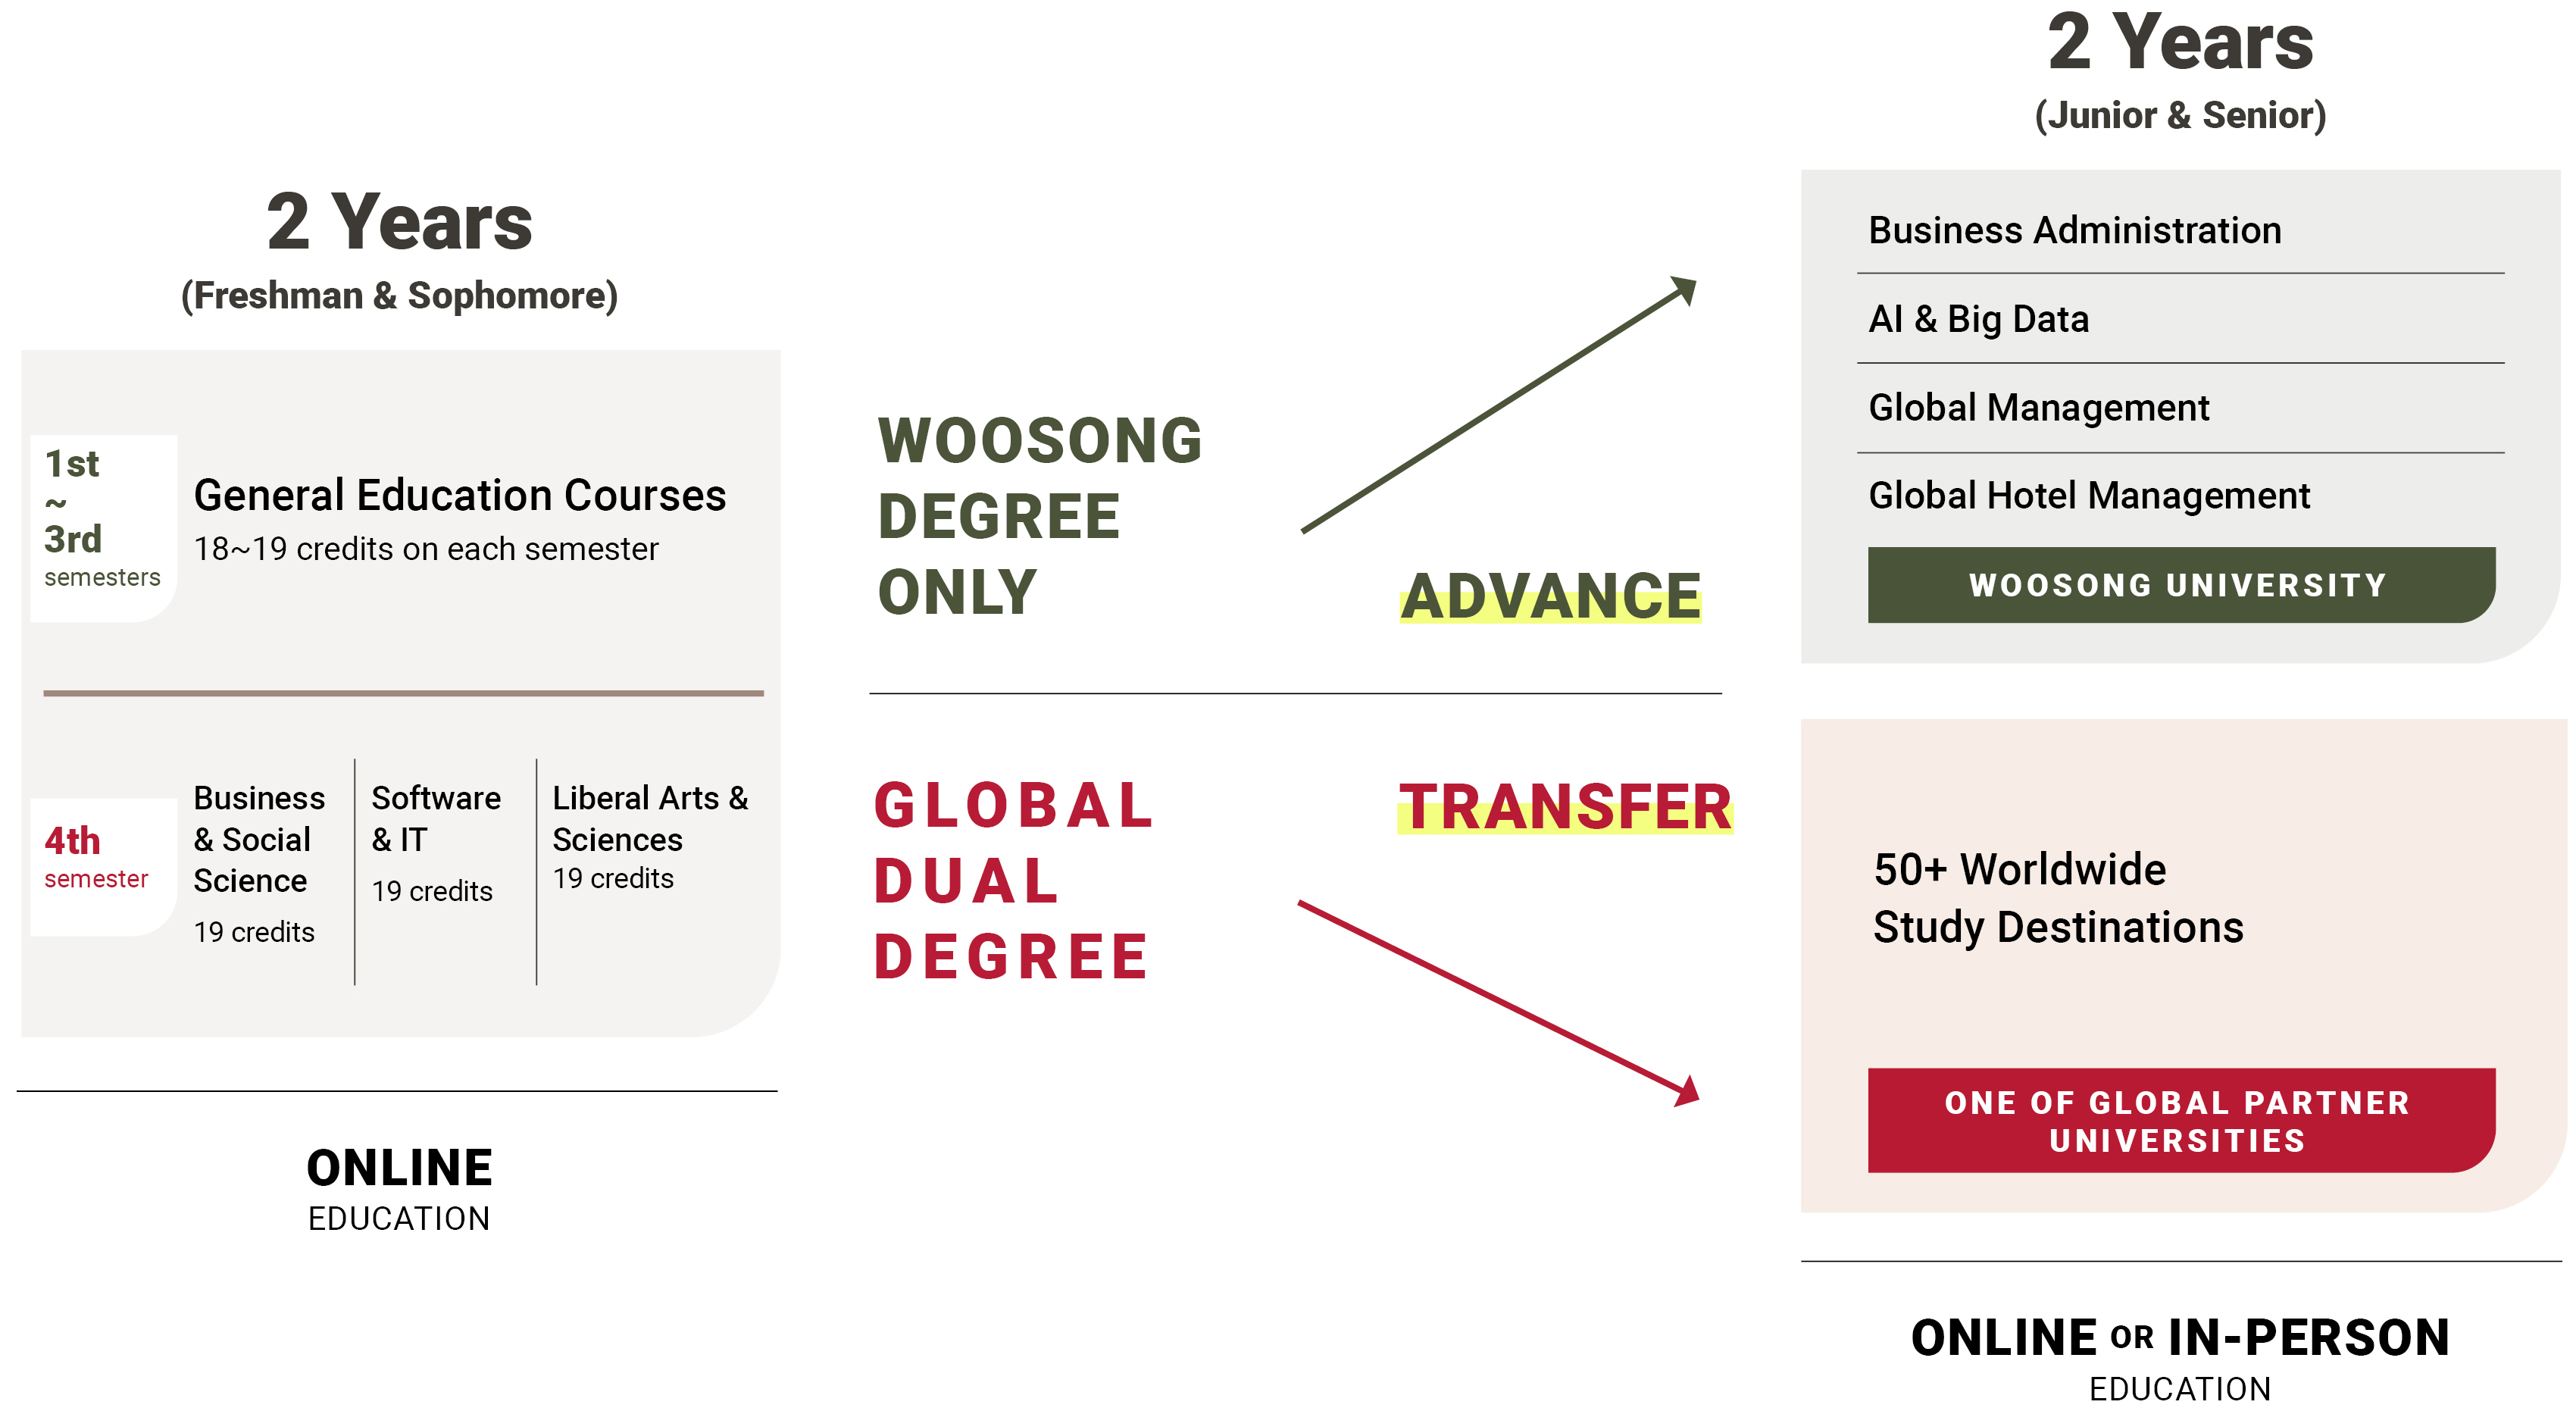 2 Years
(Freshman & Sophomore)
1st
~
3rd
semesters
General Education Courses
18~19 credits on each semester
4th
semester
Business
& Social
Science
19 credits
Software
& IT
19 credits
Liberal Arts &
Sciences
19 credits
ONLINE
EDUCATION
WOOSONG
DEGREE
ONLY
ADVANCE
GLOBAL
DUAL
DEGREE
TRANSFER
2 Years
(Junior & Senior)
Business Administration
AI & Big Data
Global Management
Global Hotel Management
WOOSONG UNIVERSITY
50+ Worldwide
Study Destinations
ONE OF GLOBAL PARTNER
UNIVERSITIES
ONLINE OR IN-PERSON
EDUCATION